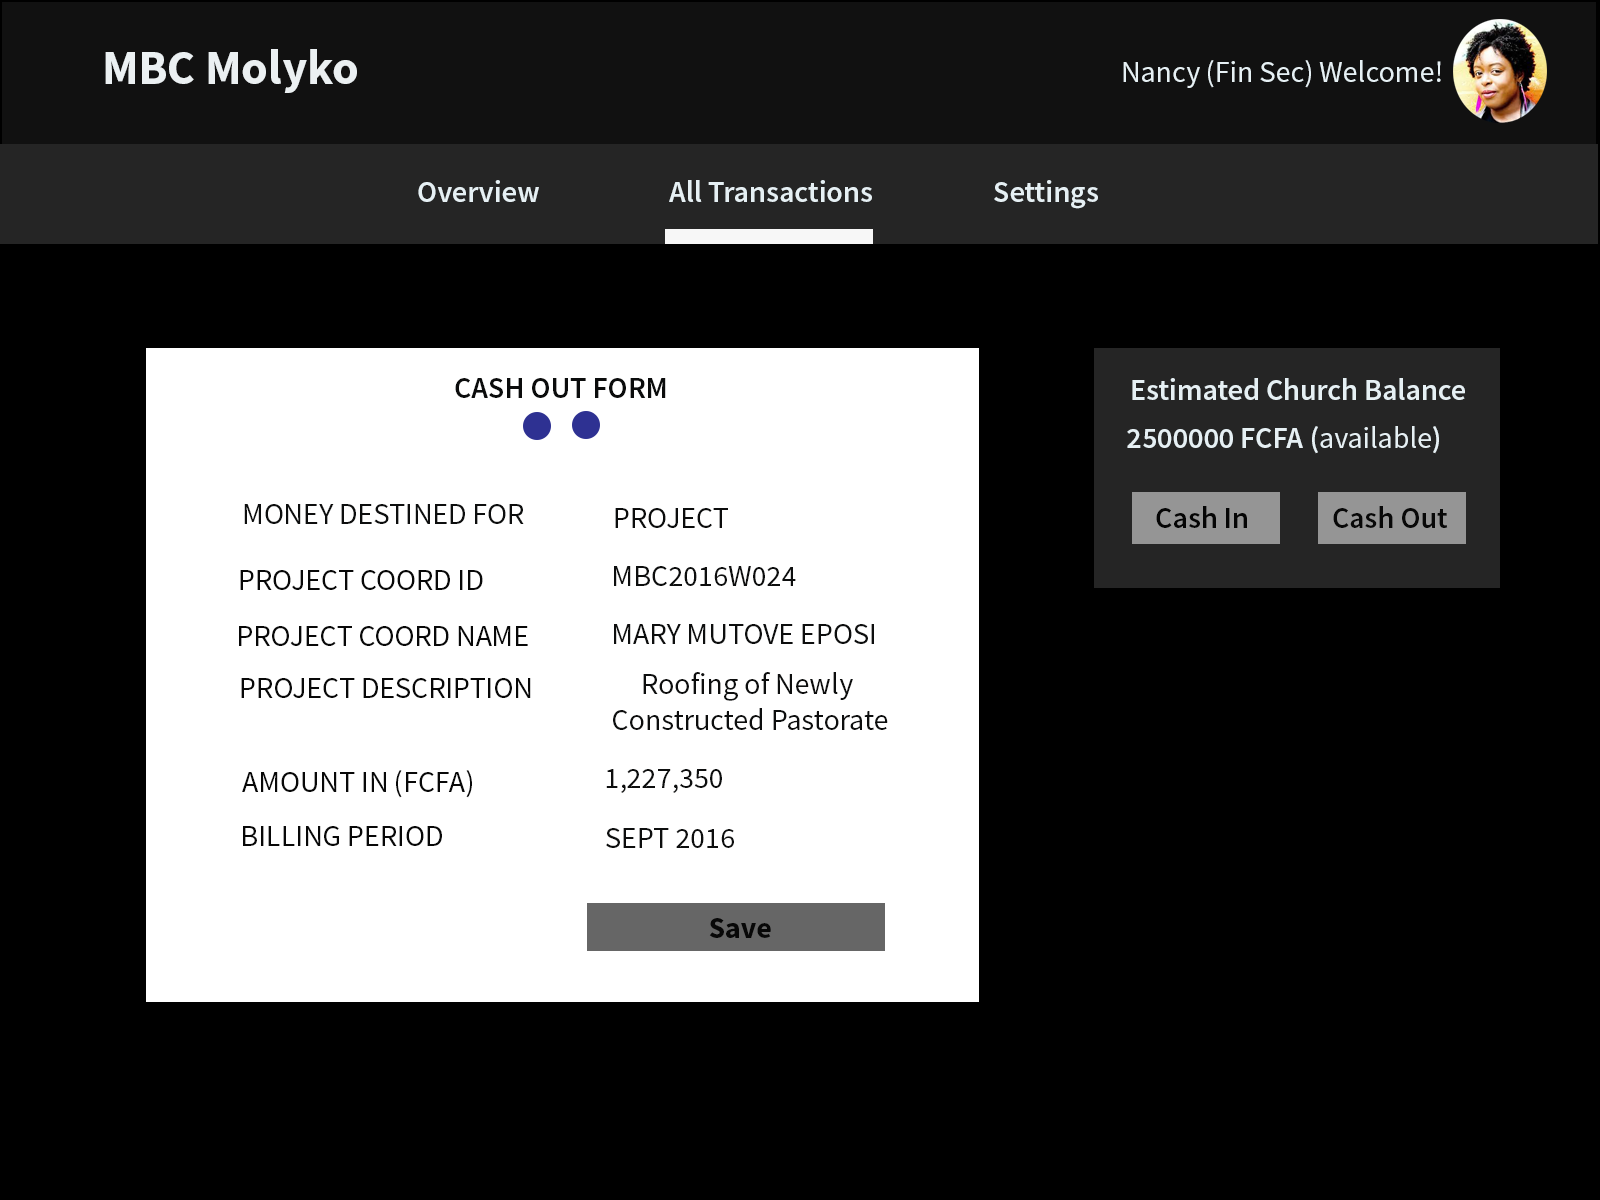 MBC Molyko
Nancy (Fin Sec) Welcome!
Overview
All Transactions
Settings
CASH OUT FORM
MONEY DESTINED FOR
PROJECT
PROJECT COORD ID
MBC2016W024
PROJECT COORD NAME
MARY MUTOVE EPOSI
PROJECT DESCRIPTION
Roofing of Newly
Constructed Pastorate
AMOUNT IN (FCFA)
1,227,350
BILLING PERIOD
SEPT 2016
Save
Estimated Church Balance
2500000 FCFA (available)
Cash In
Cash Out